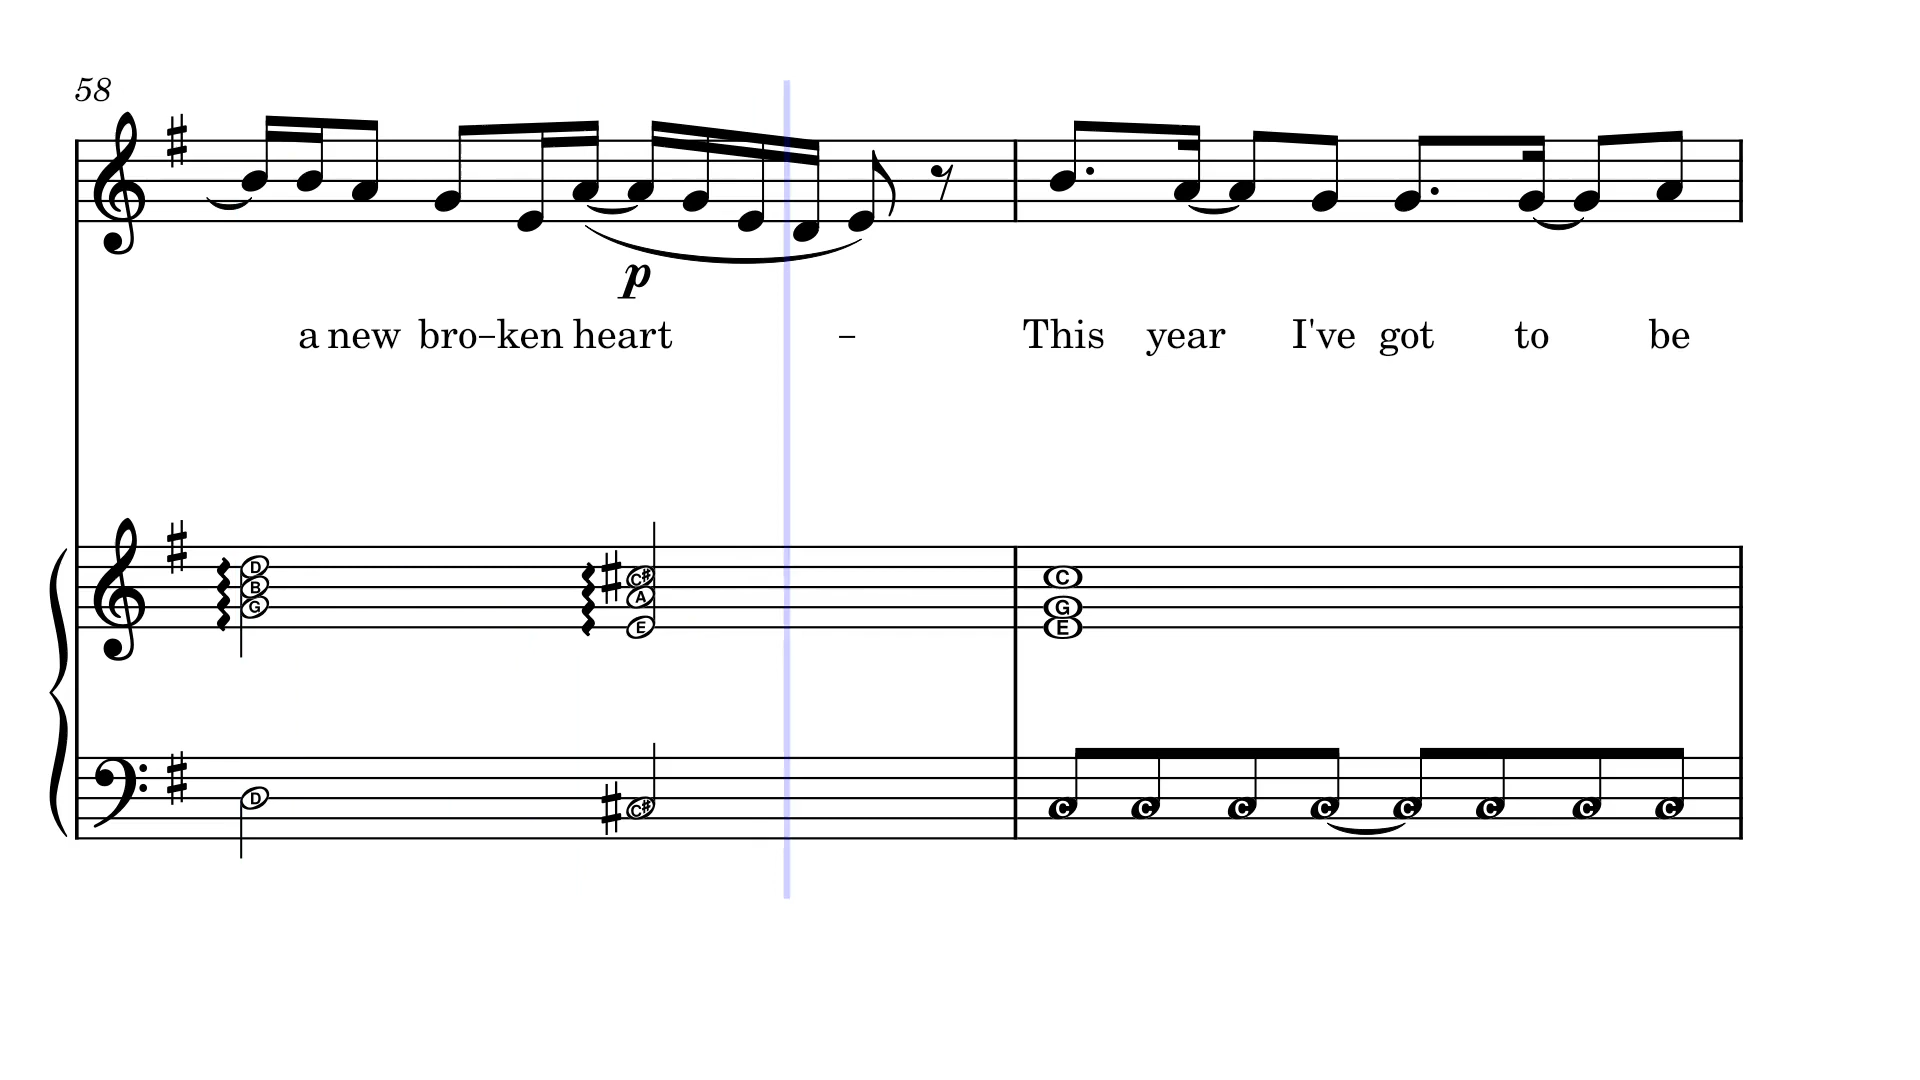 58
p
a new bro-ken heart - This year I've got to be
D B G C# A E C G E
D C# C C C C C C C C